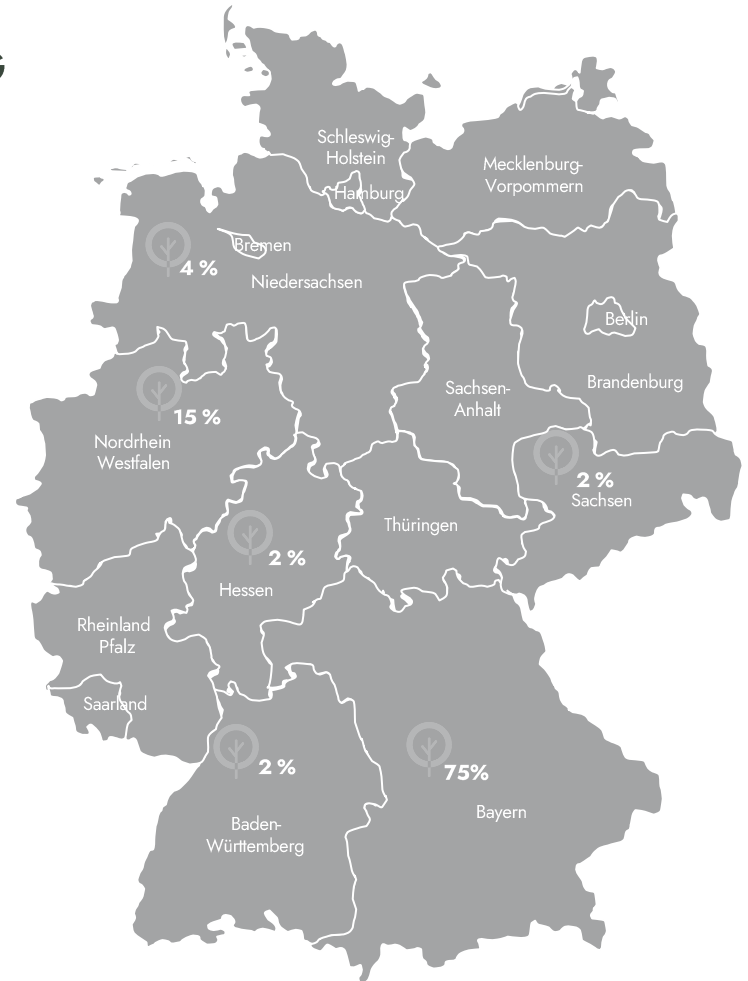 G
Schleswig-
Holstein
Mecklenburg-
Vorpommern
Hamburg
Bremen
4 %
Niedersachsen
Berlin
Brandenburg
Sachsen-
Anhalt
15 %
Nordrhein
Westfalen
2 %
Sachsen
Thüringen
2 %
Hessen
Rheinland
Pfalz
Saarland
2 %
75%
Bayern
Baden-
Württemberg